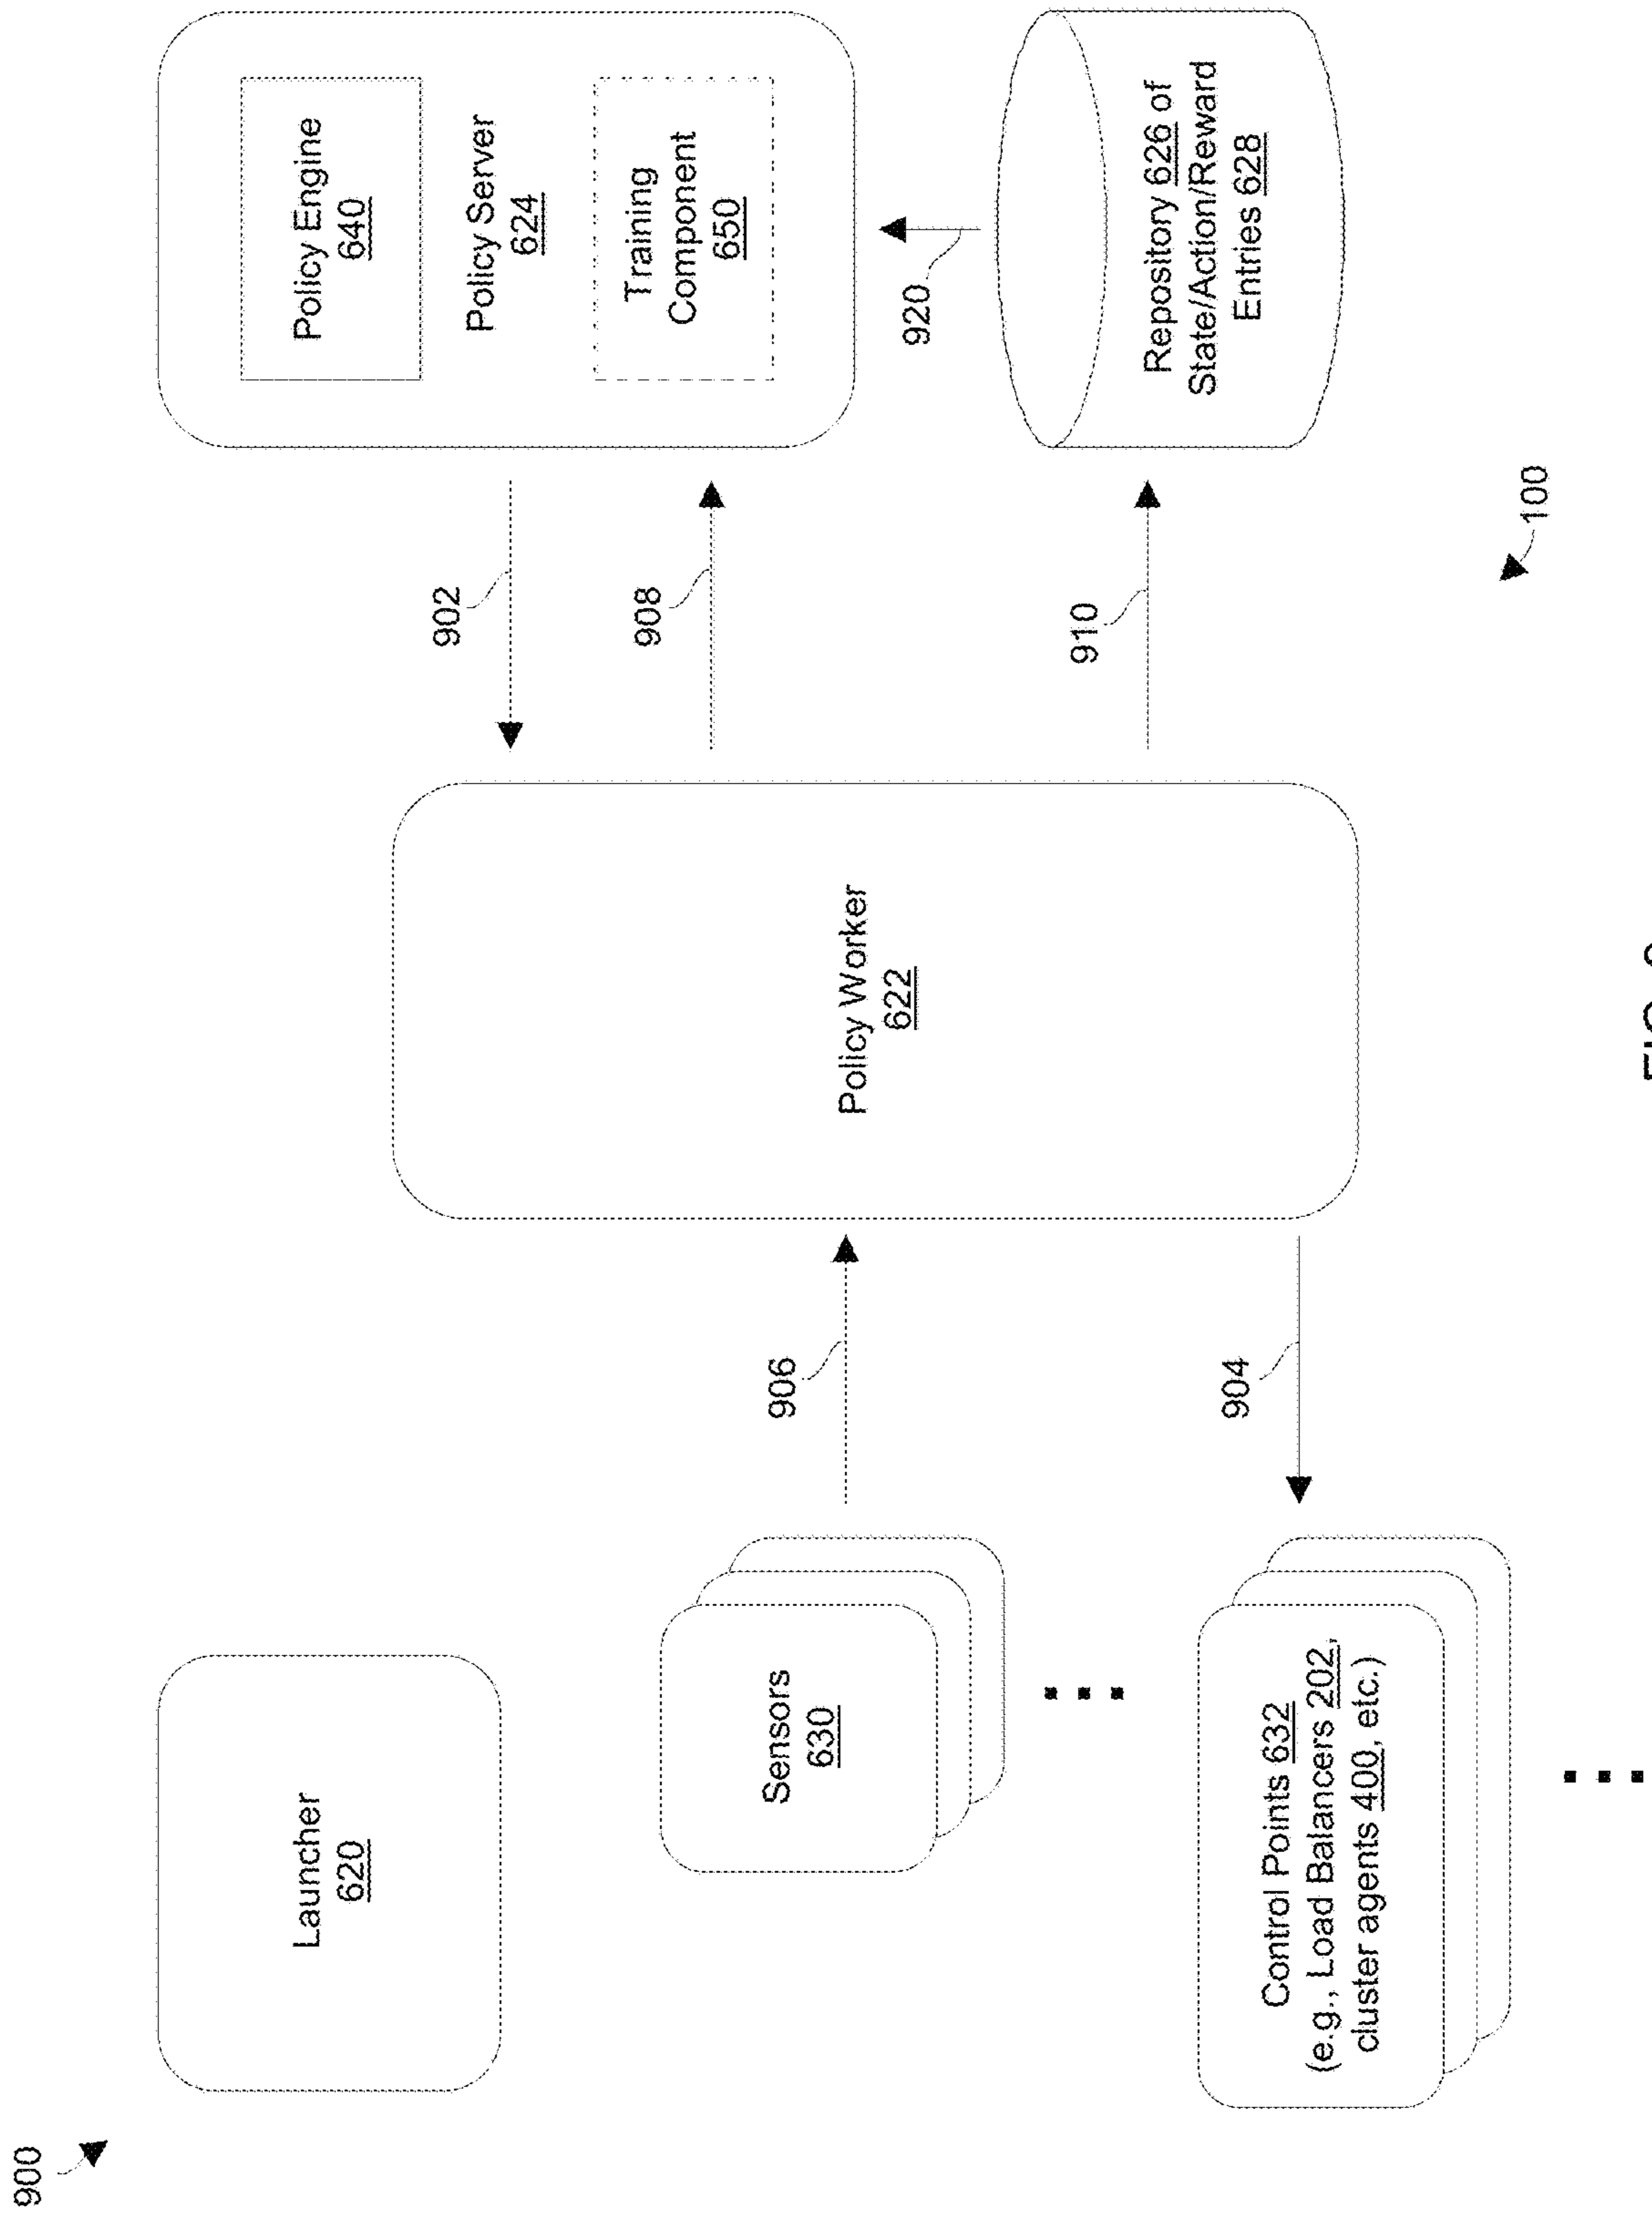 900
Launcher
620
Sensors
630
Control Points 632
(e.g., Load Balancers 202,
cluster agents 400, etc.)
906
904
Policy Worker
622
902
908
910
Policy Engine
640
Policy Server
624
Training
Component
650
920
Repository 626 of
State/Action/Reward
Entries 628
100